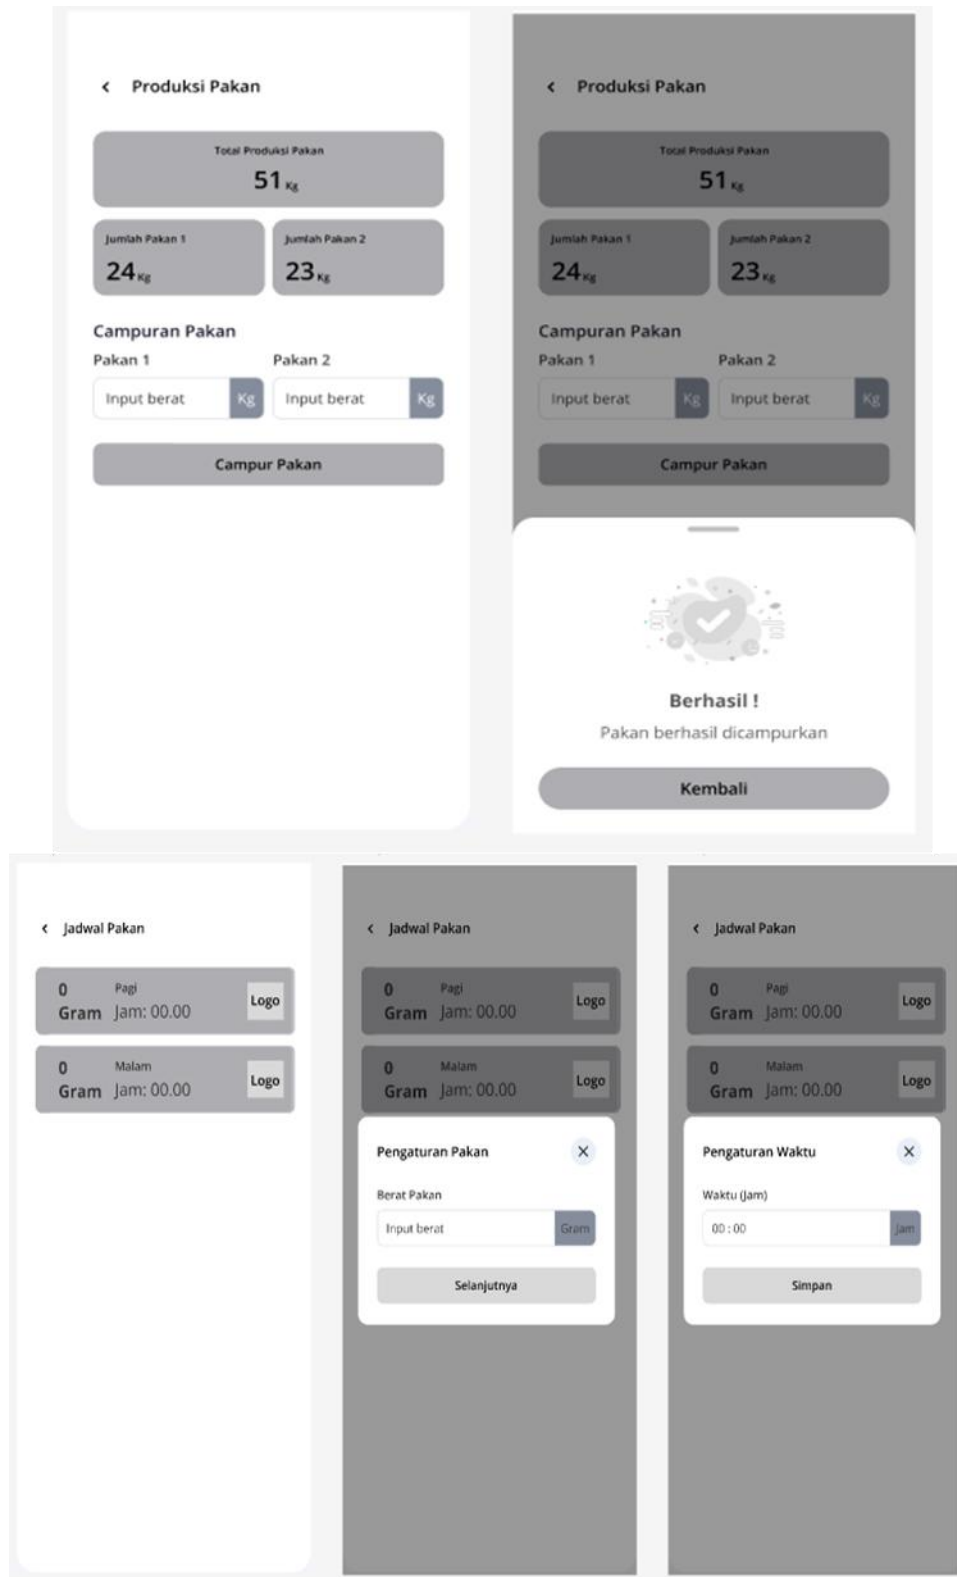 Produksi Pakan
Total Produksi Pakan
51 Kg
Jumlah Pakan 1
24 Kg
Jumlah Pakan 2
23 Kg
Campuran Pakan
Pakan 1
Pakan 2
Input berat Kg
Input berat Kg
Campur Pakan
Produksi Pakan
Total Produksi Pakan
51 Kg
Jumlah Pakan 1
24 Kg
Jumlah Pakan 2
23 Kg
Campuran Pakan
Pakan 1
Pakan 2
Input berat Kg
Input berat Kg
Campur Pakan
Berhasil !
Pakan berhasil dicampurkan
Kembali
Jadwal Pakan
0
Gram
Pagi
Jam: 00.00
Logo
0
Gram
Malam
Jam: 00.00
Logo
Jadwal Pakan
0
Gram
Pagi
Jam: 00.00
Logo
0
Gram
Malam
Jam: 00.00
Logo
Pengaturan Pakan
Berat Pakan
Input berat Gram
Selanjutnya
Jadwal Pakan
0
Gram
Pagi
Jam: 00.00
Logo
0
Gram
Malam
Jam: 00.00
Logo
Pengaturan Waktu
Waktu (Jam)
00 : 00 Jam
Simpan